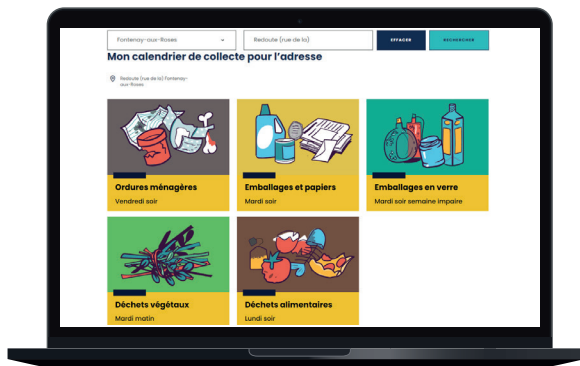 Fontenay-aux-Roses
Redoute (rue de la)
EFFACER
RECHERCHER
Mon calendrier de collecte pour l'adresse
Redoute (rue de la) Fontenay-
aux-Roses
Ordures ménagères
Vendredi soir
Emballages et papiers
Mardi soir
Emballages en verre
Mardi soir semaine impaire
Déchets végétaux
Mardi matin
Déchets alimentaires
Lundi soir